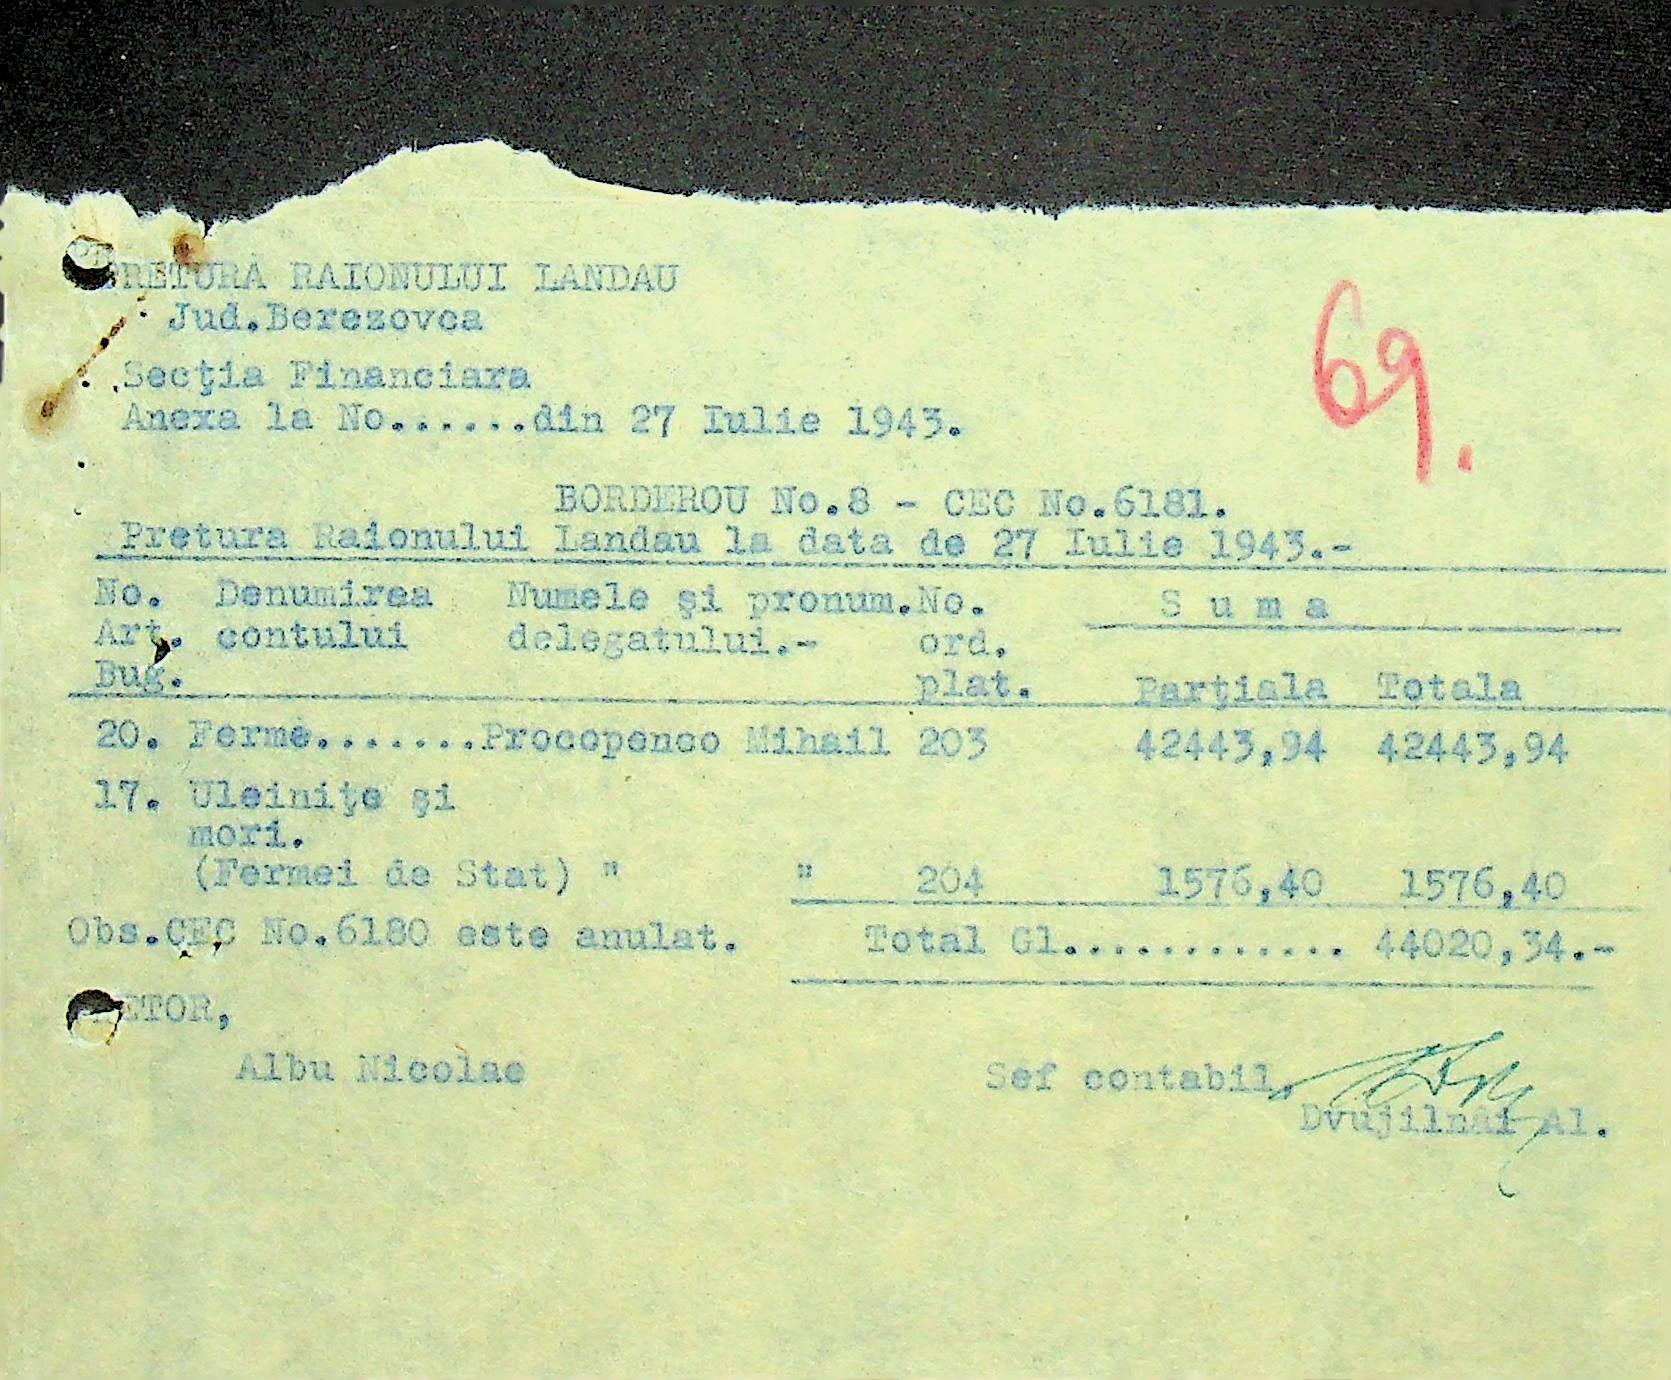 PRETURA RAIONULUI LANDAU
Jud.Berezovca
69.
Secţia Financiara
Anexa la No......din 27 Iulie 1943.
BORDEROU No.8 - CEC No.6181.
Pretura Raionului Landau la data de 27 Iulie 1943.-
No. Denumirea Numele şi pronum.No. S u m a
Art. contului delegatului.- ord.
Bug. plat. Parţiala Totala
20. Ferme.......Procopenco Mihail 203 42443,94 42443,94
17. Uleiniţe şi
mori.
(Fermei de Stat) " " 204 1576,40 1576,40
Obs.CEC No.6180 este anulat. Total Gl............ 44020,34.-
PRETOR,
Albu Nicolae Sef contabil,
Dvujilnâi Al.